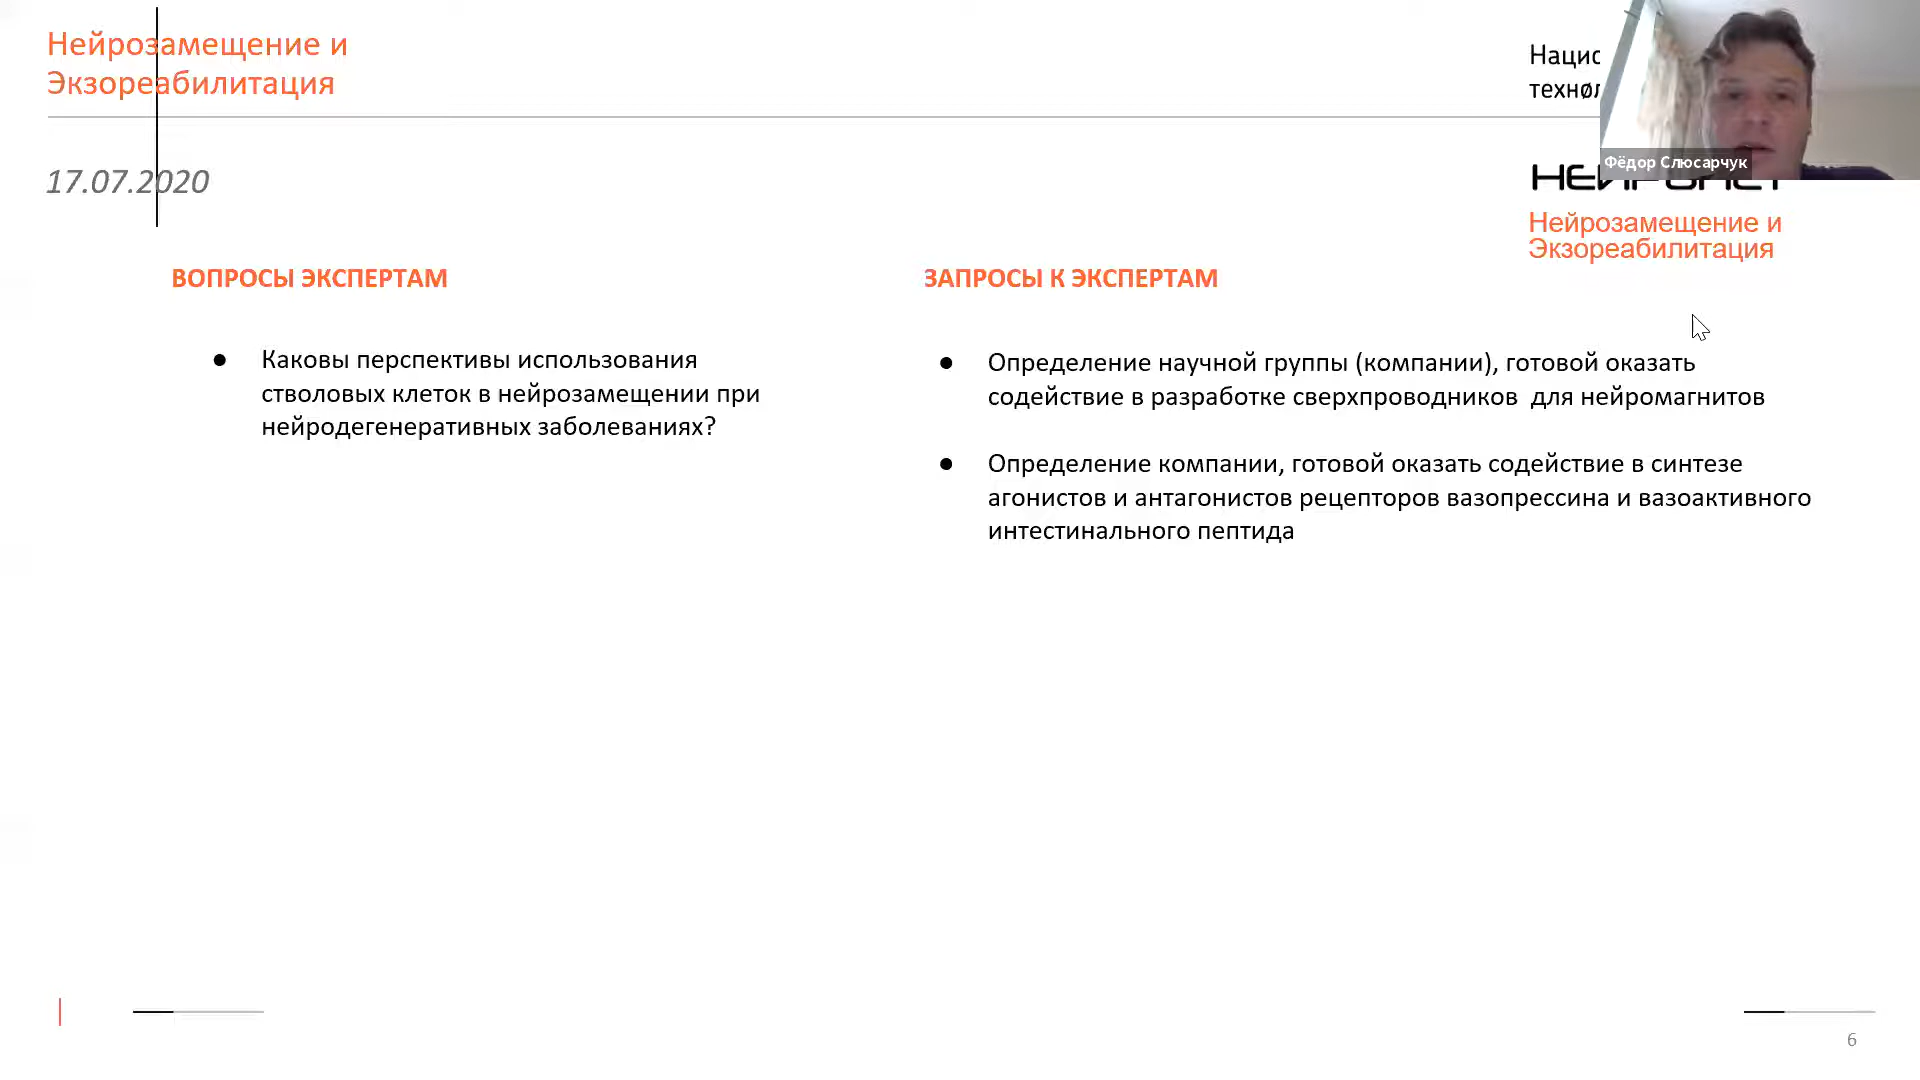 Нейрозамещение и
Экзореабилитация
17.07.2020
Фёдор Слюсарчук
Нейрозамещение и
Экзореабилитация
ВОПРОСЫ ЭКСПЕРТАМ
● Каковы перспективы использования
стволовых клеток в нейрозамещении при
нейродегенеративных заболеваниях?
ЗАПРОСЫ К ЭКСПЕРТАМ
● Определение научной группы (компании), готовой оказать
содействие в разработке сверхпроводников для нейромагнитов
● Определение компании, готовой оказать содействие в синтезе
агонистов и антагонистов рецепторов вазопрессина и вазоактивного
интестинального пептида
6